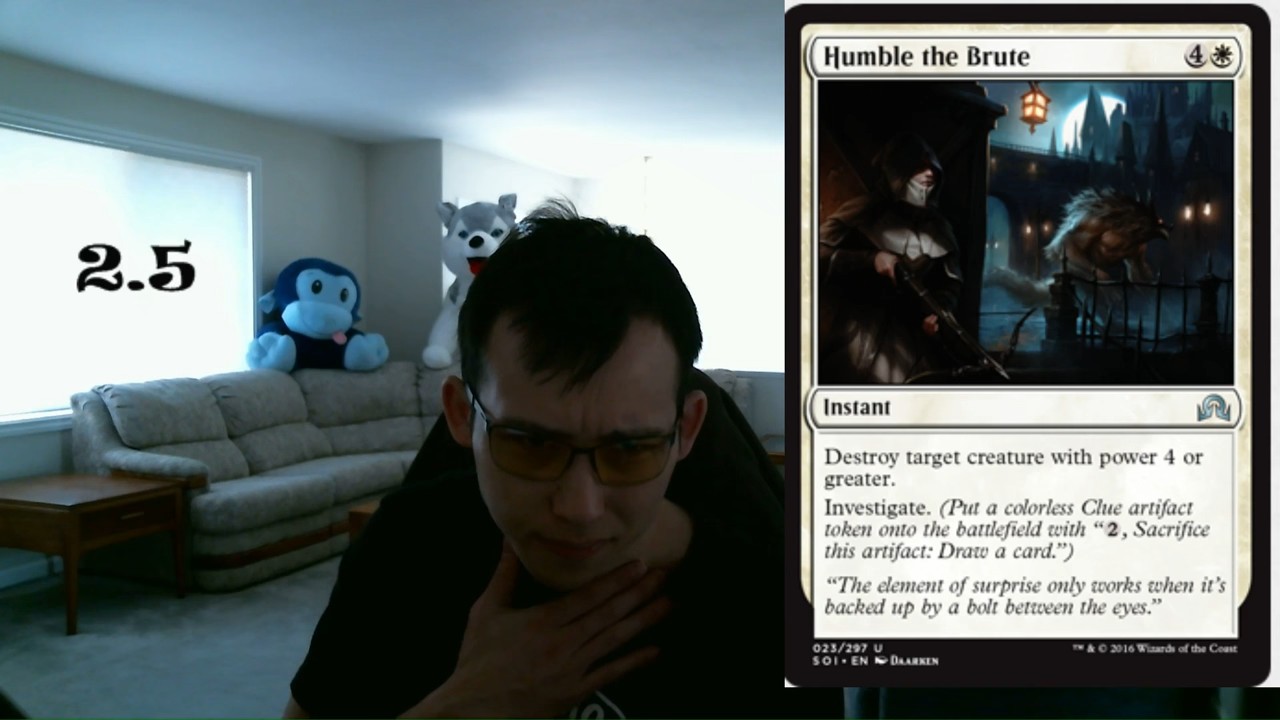 2.5
Humble the Brute 4
Instant
Destroy target creature with power 4 or
greater.
Investigate. (Put a colorless Clue artifact
token onto the battlefield with “2, Sacrifice
this artifact: Draw a card.”)
“The element of surprise only works when it's
backed up by a bolt between the eyes.”
023/297 U
SOI • EN DAARKEN
™ & © 2016 Wizards of the Coast